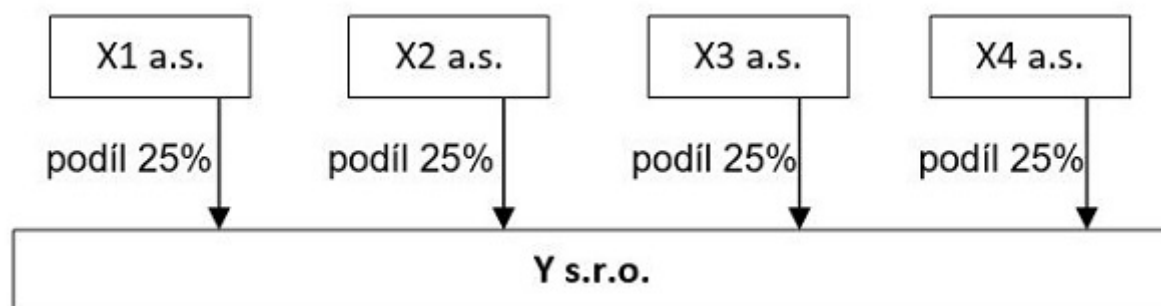 X1 a.s. X2 a.s. X3 a.s. X4 a.s.
podíl 25% podíl 25% podíl 25% podíl 25%
Y s.r.o.